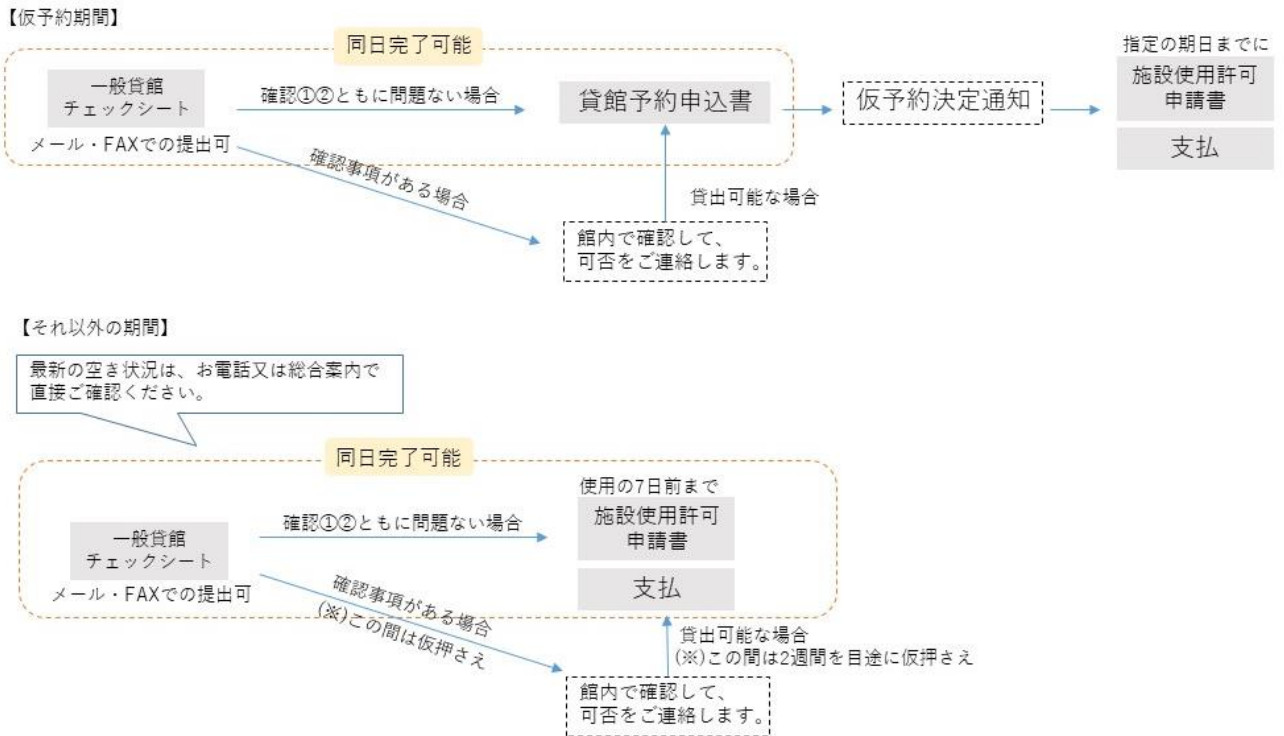 【仮予約期間】
同日完了可能
一般貸館
チェックシート
メール・FAXでの提出可
確認①②ともに問題ない場合
確認事項がある場合
貸館予約申込書
貸出可能な場合
館内で確認して、
可否をご連絡します。
仮予約決定通知
指定の期日までに
施設使用許可
申請書
支払
【それ以外の期間】
最新の空き状況は、お電話又は総合案内で
直接ご確認ください。
同日完了可能
一般貸館
チェックシート
メール・FAXでの提出可
確認①②ともに問題ない場合
確認事項がある場合
(※)この間は仮押さえ
使用の7日前まで
施設使用許可
申請書
支払
貸出可能な場合
(※)この間は2週間を目途に仮押さえ
館内で確認して、
可否をご連絡します。